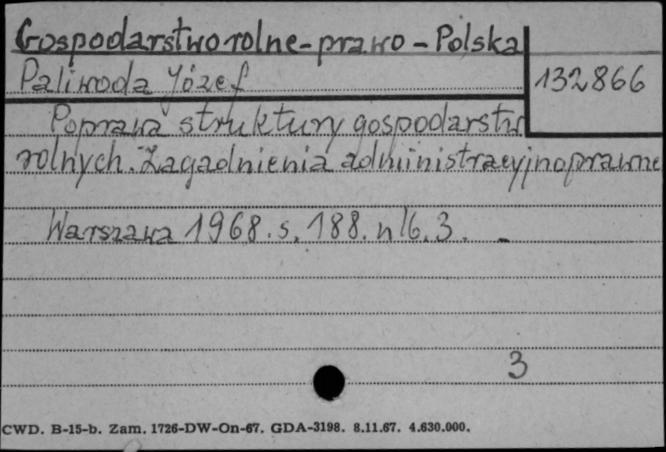 Gospodarstwo rolne - prawo - Polska
Paliwoda Józef
132866
Poprawa struktury gospodarstw
rolnych. Zagadnienia administracyjnoprawne
Warszawa 1968. s. 188. nlb. 3. -
3
CWD. B-15-b. Zam. 1726-DW-On-67. GDA-3198. 8.11.67. 4.630.000.